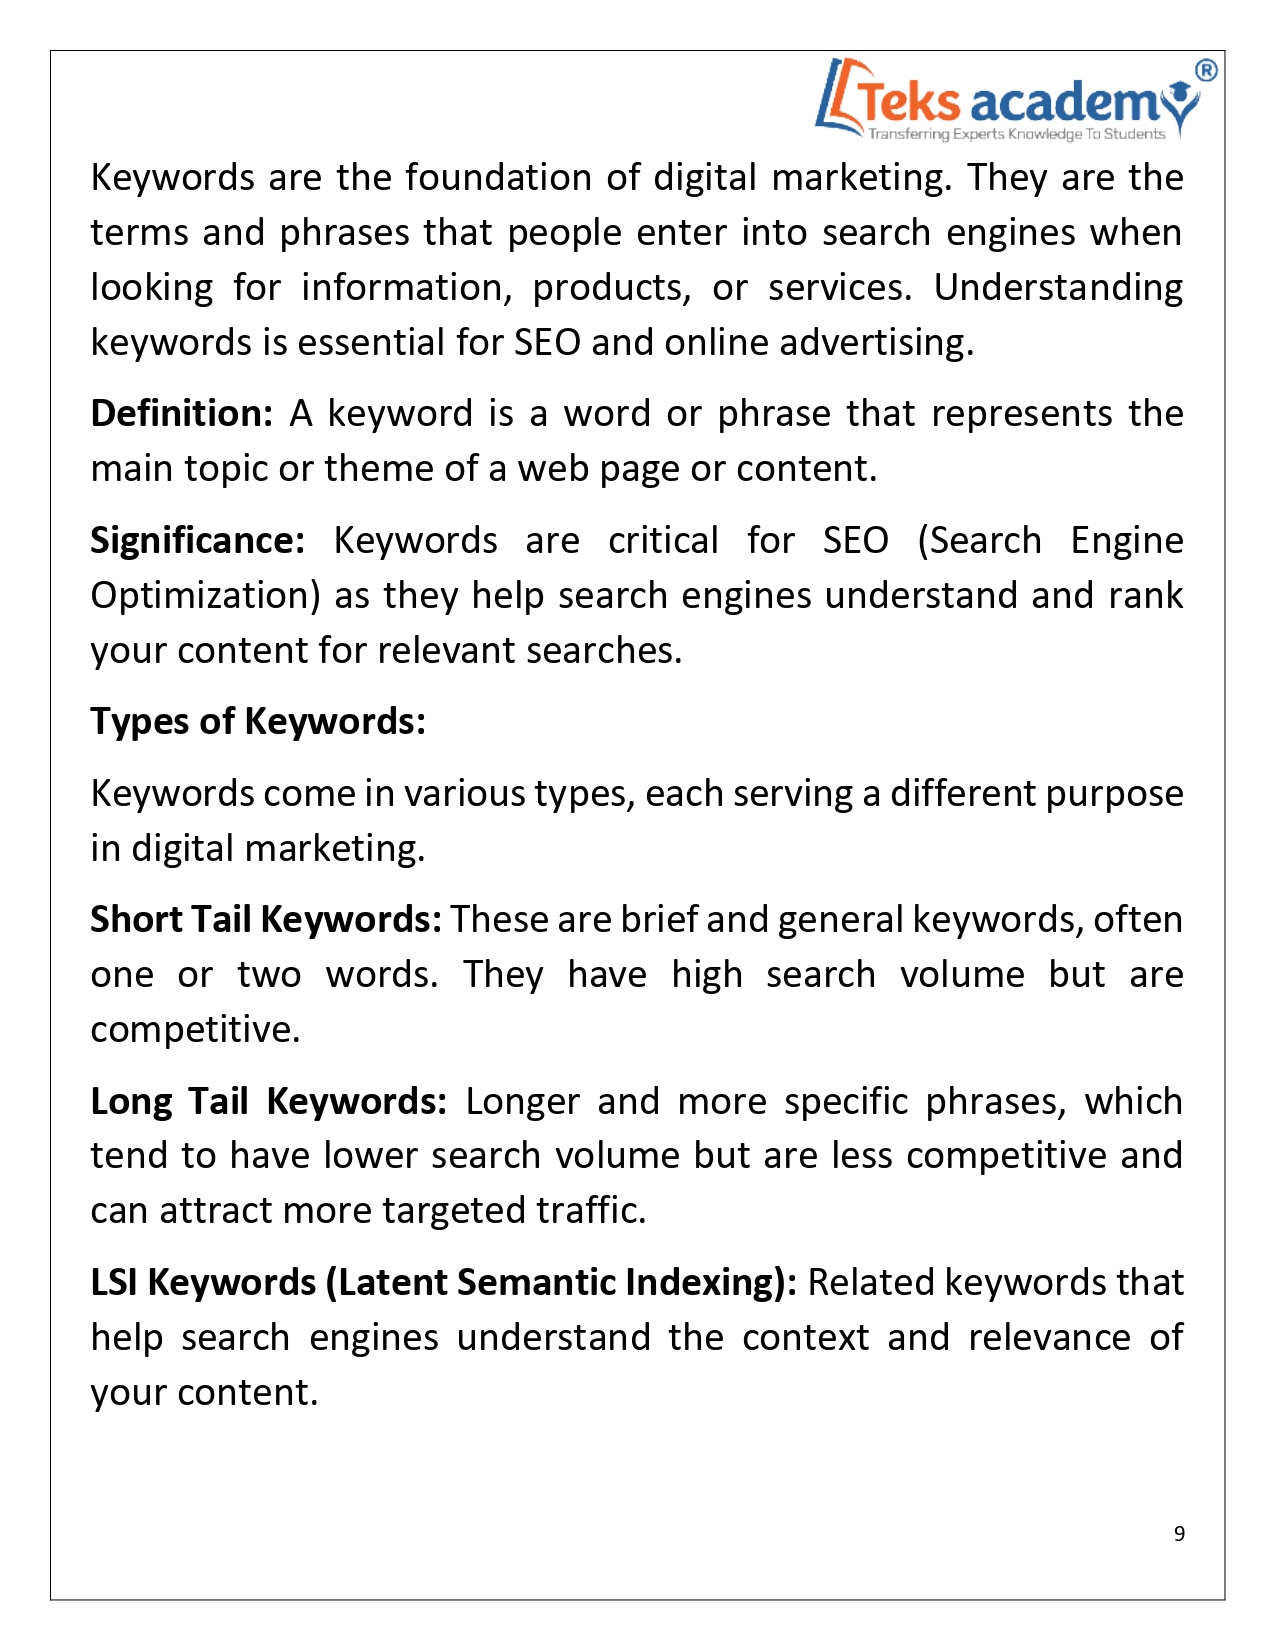 Teks academy®
Transferring Experts Knowledge To Students
Keywords are the foundation of digital marketing. They are the
terms and phrases that people enter into search engines when
looking for information, products, or services. Understanding
keywords is essential for SEO and online advertising.
Definition: A keyword is a word or phrase that represents the
main topic or theme of a web page or content.
Significance: Keywords are critical for SEO (Search Engine
Optimization) as they help search engines understand and rank
your content for relevant searches.
Types of Keywords:
Keywords come in various types, each serving a different purpose
in digital marketing.
Short Tail Keywords: These are brief and general keywords, often
one or two words. They have high search volume but are
competitive.
Long Tail Keywords: Longer and more specific phrases, which
tend to have lower search volume but are less competitive and
can attract more targeted traffic.
LSI Keywords (Latent Semantic Indexing): Related keywords that
help search engines understand the context and relevance of
your content.
9